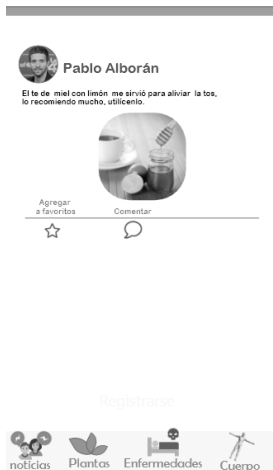 Pablo Alborán
El te de miel con limón me sirvió para aliviar la tos,
lo recomiendo mucho, utilícenlo.
Agregar
a favoritos
Comentar
Registrarse
noticias Plantas Enfermedades Cuerpo